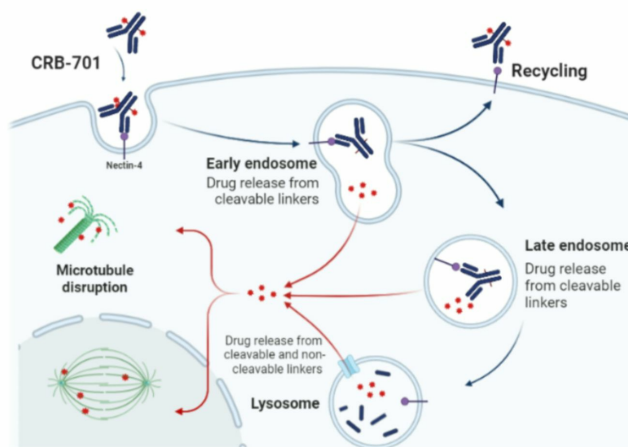 CRB-701
Nectin-4
Recycling
Early endosome
Drug release from
cleavable linkers
Late endosome
Drug release
from cleavable
linkers
Microtubule
disruption
Drug release from
cleavable and non-
cleavable linkers
Lysosome